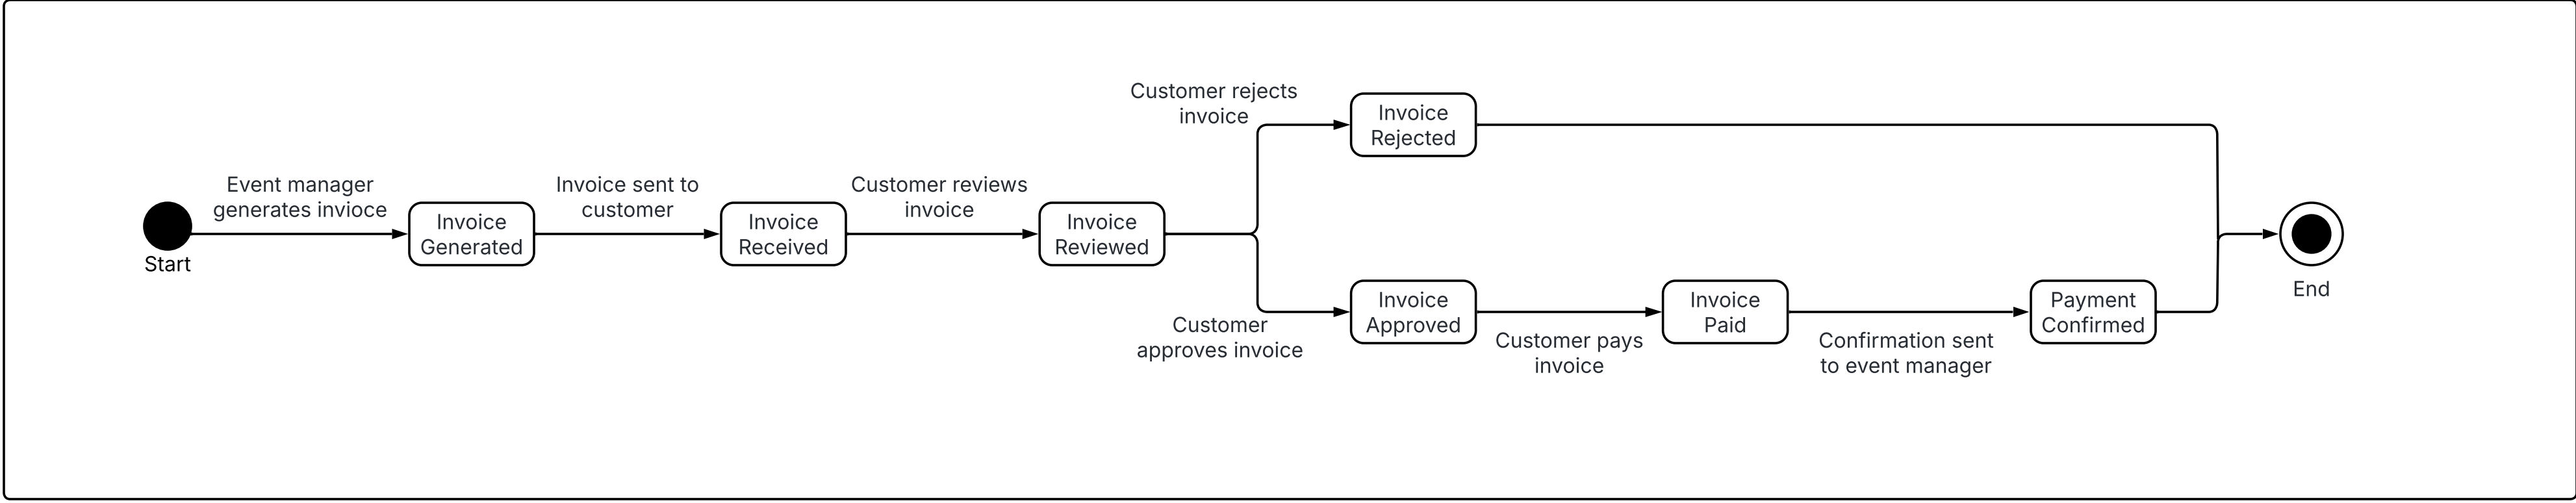 Event manager
generates invioce
Start
Invoice
Generated
Invoice sent to
customer
Invoice
Received
Customer reviews
invoice
Invoice
Reviewed
Customer rejects
invoice
Invoice
Rejected
Customer
approves invoice
Invoice
Approved
Customer pays
invoice
Invoice
Paid
Confirmation sent
to event manager
Payment
Confirmed
End